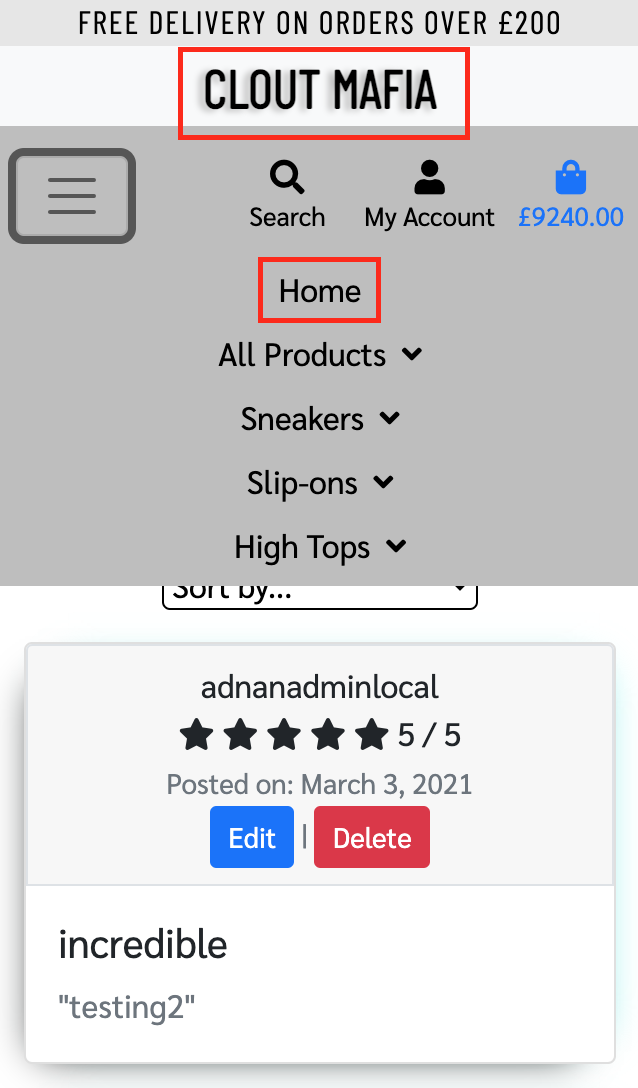 FREE DELIVERY ON ORDERS OVER £200
CLOUT MAFIA
Search My Account £9240.00
Home
All Products
Sneakers
Slip-ons
High Tops
Sort by...
adnanadminlocal
5 / 5
Posted on: March 3, 2021
Edit | Delete
incredible
"testing2"